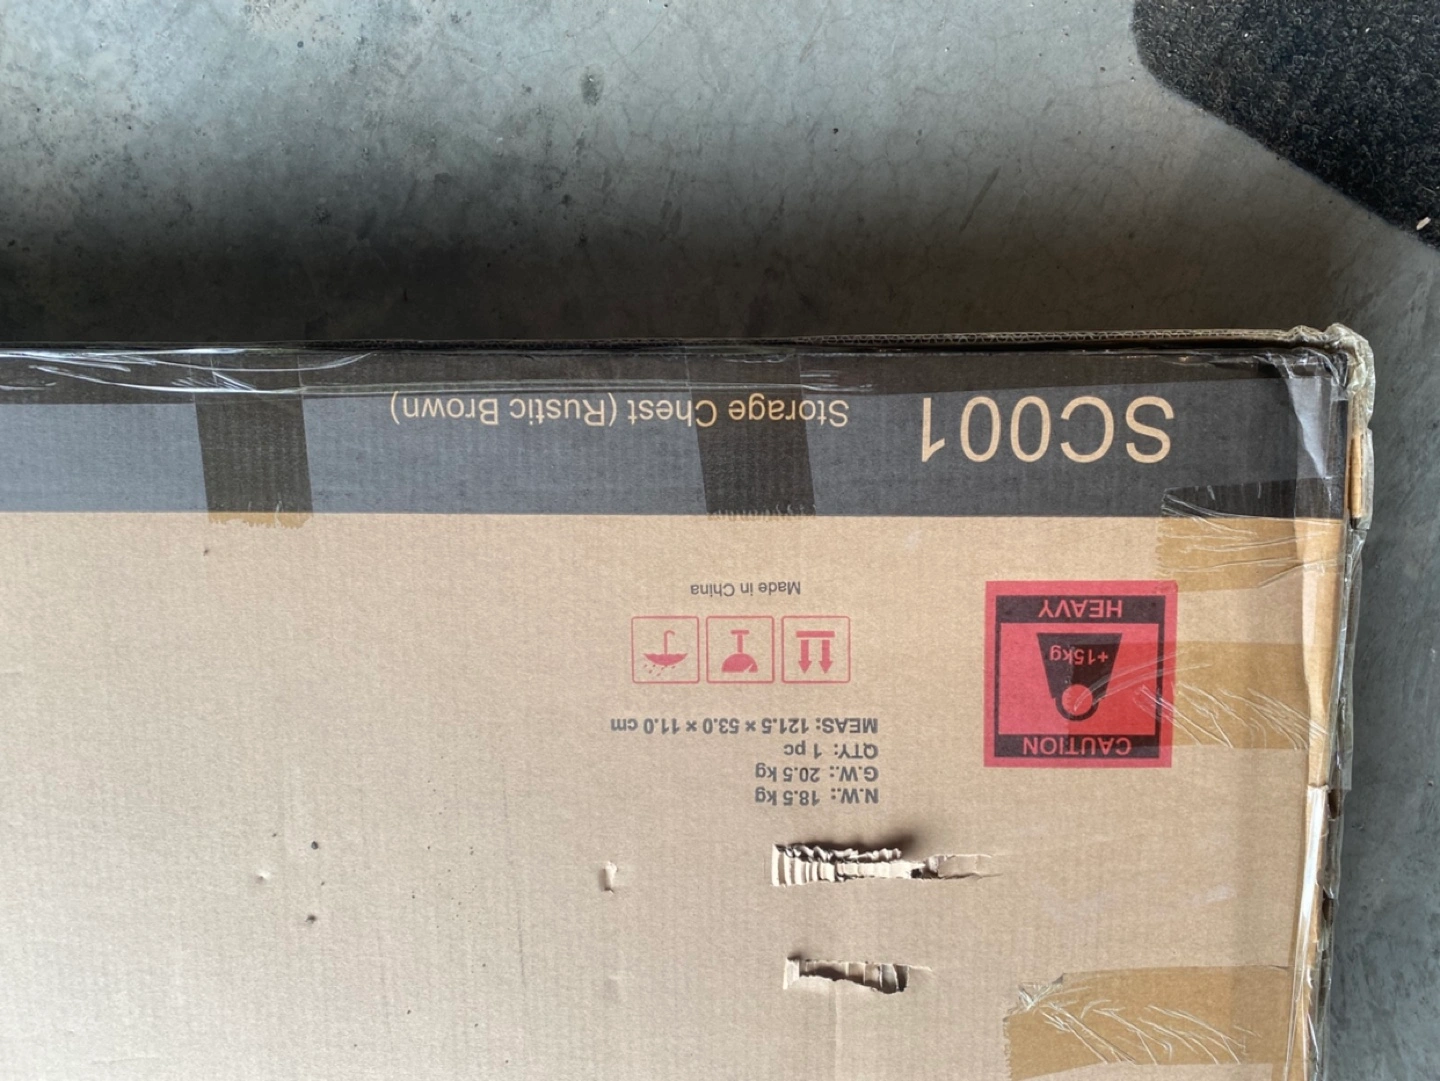 N.W.: 18.5 kg
G.W.: 20.5 kg
QTY: 1 pc
MEAS: 121.5 × 53.0 × 11.0 cm
CAUTION
+15kg
HEAVY
Made in China
SC001
Storage Chest (Rustic Brown)